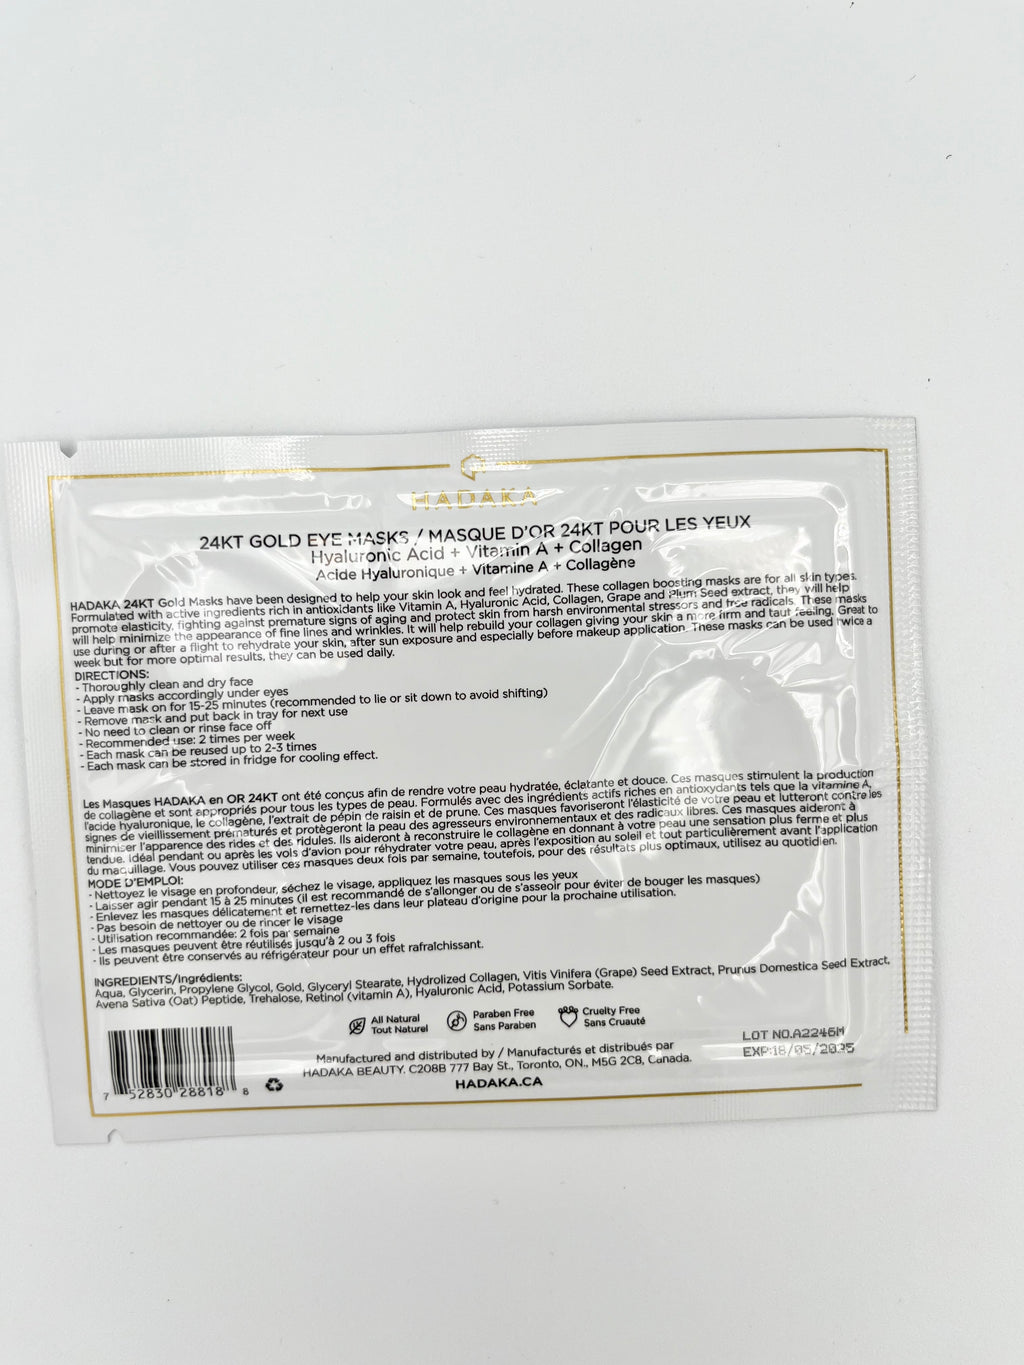 HADAKA
24KT GOLD EYE MASKS / MASQUE D'OR 24KT POUR LES YEUX
Hyaluronic Acid + Vitamin A + Collagen
Acide Hyaluronique + Vitamine A + Collagène
HADAKA 24KT Gold Masks have been designed to help your skin look and feel hydrated. These collagen boosting masks are for all skin types.
Formulated with active ingredients rich in antioxidants like Vitamin A, Hyaluronic Acid, Collagen, Grape and Plum Seed extract, they will help
promote elasticity, fighting against premature signs of aging and protect skin from harsh environmental stressors and free radicals. These masks
will help minimize the appearance of fine lines and wrinkles. It will help rebuild your collagen giving your skin a more firm and taut feeling. Great to
use during or after a flight to rehydrate your skin, after sun exposure and especially before makeup application. These masks can be used twice a
week but for more optimal results, they can be used daily.
DIRECTIONS:
- Thoroughly clean and dry face
- Apply masks accordingly under eyes
- Leave mask on for 15-25 minutes (recommended to lie or sit down to avoid shifting)
- Remove mask and put back in tray for next use
- No need to clean or rinse face off
- Recommended use: 2 times per week
- Each mask can be reused up to 2-3 times
- Each mask can be stored in fridge for cooling effect.
Les Masques HADAKA en OR 24KT ont été conçus afin de rendre votre peau hydratée, éclatante et douce. Ces masques stimulent la production
de collagène et sont appropriés pour tous les types de peau. Formulés avec des ingrédients actifs riches en antioxydants tels que la vitamine A,
l'acide hyaluronique, le collagène, l'extrait de pépin de raisin et de prune. Ces masques favoriseront l'élasticité de votre peau et lutteront contre les
signes de vieillissement prématurés et protègeront la peau des agresseurs environnementaux et des radicaux libres. Ces masques aideront à
minimiser l'apparence des rides et des ridules. Ils aideront à reconstruire le collagène en donnant à votre peau une sensation plus ferme et plus
tendue. Idéal pendant ou après les vols d'avion pour réhydrater votre peau, après l'exposition au soleil et tout particulièrement avant l'application
du maquillage. Vous pouvez utiliser ces masques deux fois par semaine, toutefois, pour des résultats plus optimaux, utilisez au quotidien.
MODE D'EMPLOI:
- Nettoyez le visage en profondeur, séchez le visage, appliquez les masques sous les yeux
- Laisser agir pendant 15 à 25 minutes (il est recommandé de s'allonger ou de s'asseoir pour éviter de bouger les masques)
- Enlevez les masques délicatement et remettez-les dans leur plateau d'origine pour la prochaine utilisation.
- Pas besoin de nettoyer ou de rincer le visage
- Utilisation recommandée: 2 fois par semaine
- Les masques peuvent être réutilisés jusqu'à 2 ou 3 fois
- Ils peuvent être conservés au réfrigérateur pour un effet rafraîchissant.
INGREDIENTS/Ingrédients:
Aqua, Glycerin, Propylene Glycol, Gold, Glyceryl Stearate, Hydrolized Collagen, Vitis Vinifera (Grape) Seed Extract, Prunus Domestica Seed Extract,
Avena Sativa (Oat) Peptide, Trehalose, Retinol (vitamin A), Hyaluronic Acid, Potassium Sorbate.
All Natural
Tout Naturel
Paraben Free
Sans Paraben
Cruelty Free
Sans Cruauté
Manufactured and distributed by / Manufacturés et distribués par
HADAKA BEAUTY. C208B 777 Bay St., Toronto, ON., M5G 2C8, Canada.
HADAKA.CA
LOT NO.A2246M
EXP:18/05/2025
7 52830 28818 8